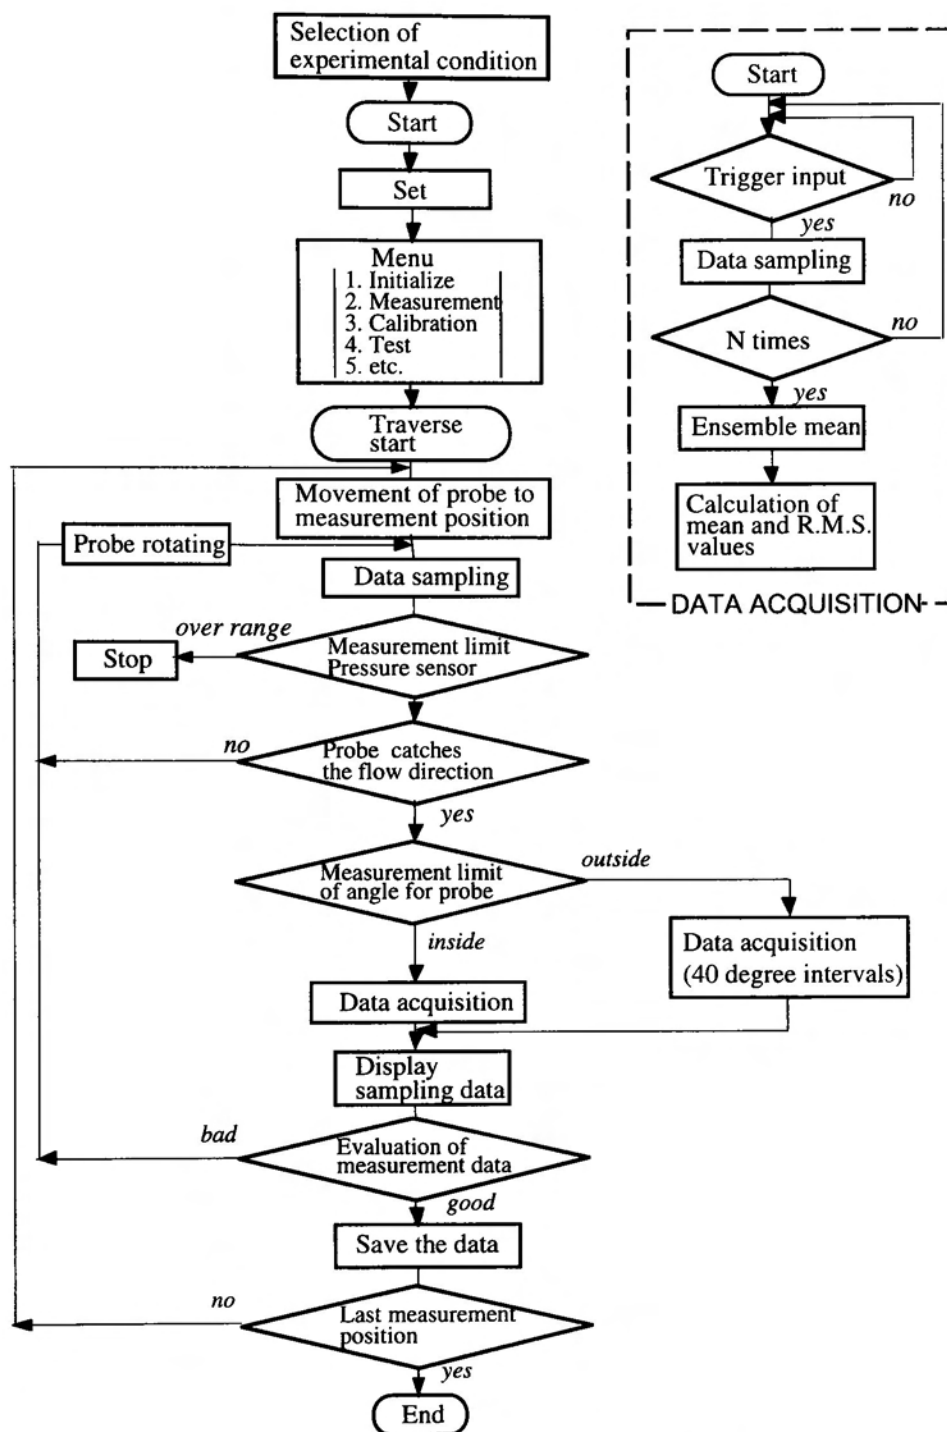 Selection of
experimental condition
Start
Set
Menu
1. Initialize
2. Measurement
3. Calibration
4. Test
5. etc.
Traverse
start
Movement of probe to
measurement position
Probe rotating
Data sampling
over range
Stop
Measurement limit
Pressure sensor
no
Probe catches
the flow direction
yes
Measurement limit
of angle for probe
outside
inside
Data acquisition
(40 degree intervals)
Data acquisition
Display
sampling data
bad
Evaluation of
measurement data
good
Save the data
no
Last measurement
position
yes
End
Start
Trigger input
no
yes
Data sampling
N times
no
yes
Ensemble mean
Calculation of
mean and R.M.S.
values
DATA ACQUISITION